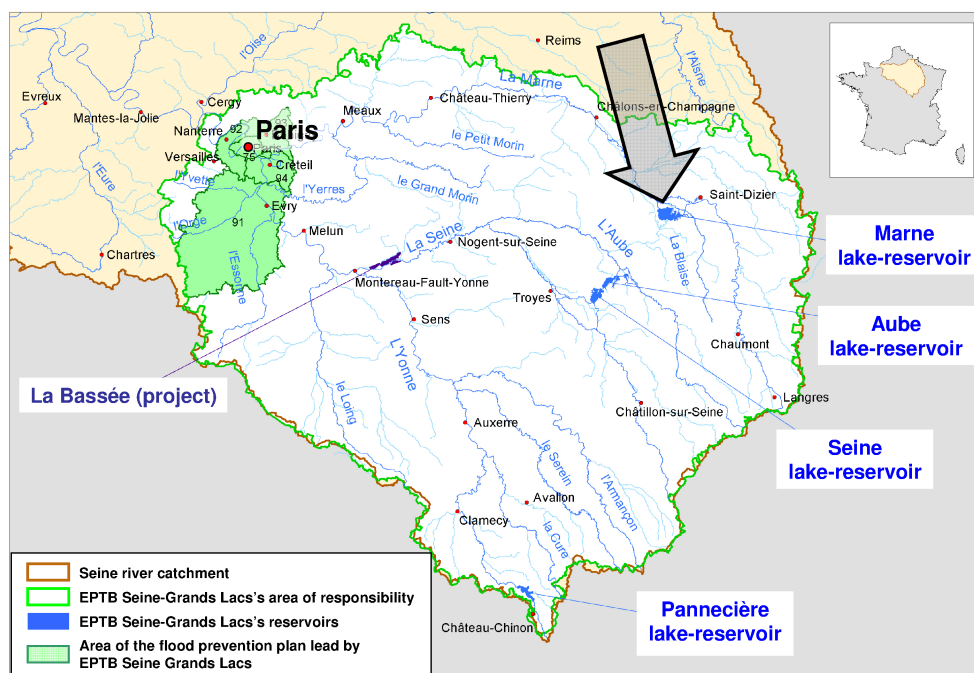 Reims
l'Oise
l'Aisne
La Marne
Evreux
Cergy
Château-Thierry
Châlons-en-Champagne
Mantes-la-Jolie
Meaux
Nanterre
92
Paris
Paris
le Petit Morin
Versailles
75
Créteil
94
l'Yvette
l'Yerres
le Grand Morin
Saint-Dizier
l'Eure
Evry
l'Orge
91
Melun
La Seine
Nogent-sur-Seine
L'Aube
La Blaise
Marne
lake-reservoir
Chartres
l'Essonne
Montereau-Fault-Yonne
Troyes
Sens
Aube
lake-reservoir
Chaumont
L'Yonne
La Bassée (project)
le Loing
Langres
Châtillon-sur-Seine
Auxerre
Seine
lake-reservoir
le Serein
l'Armançon
Avallon
Clamecy
la Cure
Seine river catchment
EPTB Seine-Grands Lacs's area of responsibility
EPTB Seine-Grands Lacs's reservoirs
Area of the flood prevention plan lead by
EPTB Seine Grands Lacs
Château-Chinon
Pannecière
lake-reservoir